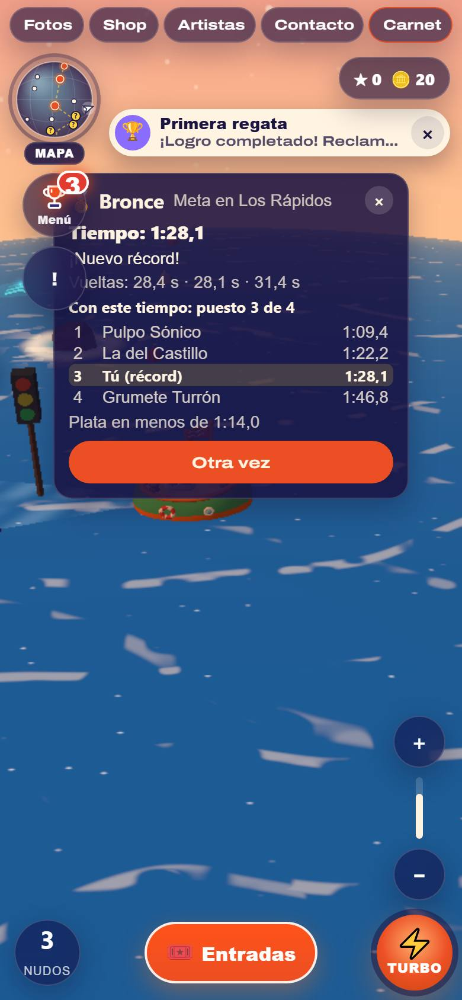 Fotos
Shop
Artistas
Contacto
Carnet
★ 0 20
Primera regata
¡Logro completado! Reclam...
×
MAPA
3
Menú
Bronce Meta en Los Rápidos ×
Tiempo: 1:28,1
¡Nuevo récord!
!
Vueltas: 28,4 s · 28,1 s · 31,4 s
Con este tiempo: puesto 3 de 4
1 Pulpo Sónico 1:09,4
2 La del Castillo 1:22,2
3 Tú (récord) 1:28,1
4 Grumete Turrón 1:46,8
Plata en menos de 1:14,0
Otra vez
+
−
3
NUDOS
Entradas
TURBO